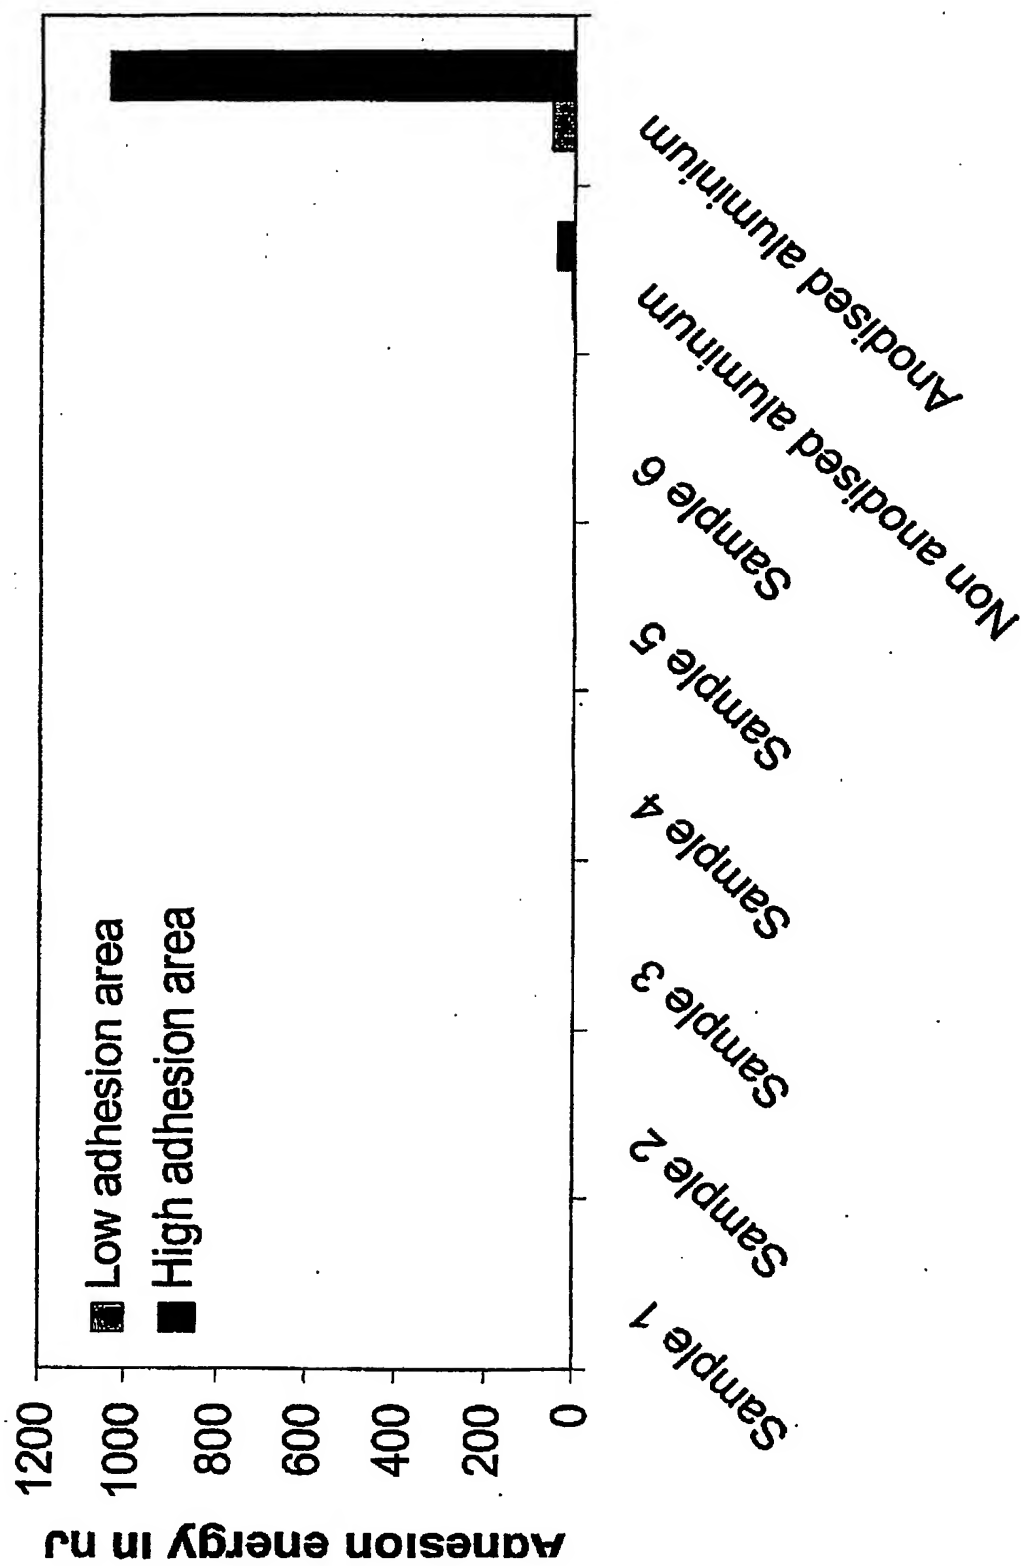 Adhesion energy in nJ
1200
1000
800
600
400
200
0
Low adhesion area
High adhesion area
Sample 1
Sample 2
Sample 3
Sample 4
Sample 5
Sample 6
Non anodised aluminum
Anodised aluminium